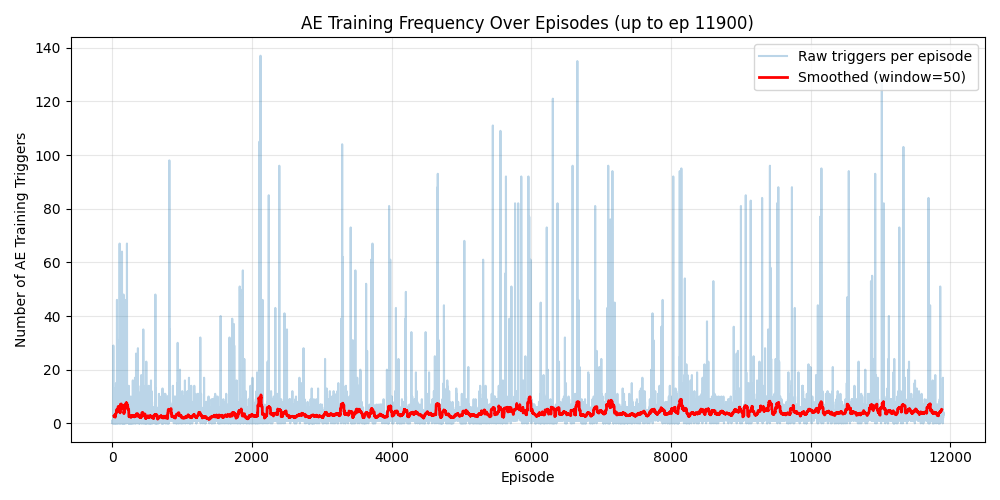 AE Training Frequency Over Episodes (up to ep 11900)
Raw triggers per episode
Smoothed (window=50)
Number of AE Training Triggers
140
120
100
80
60
40
20
0
0 2000 4000 6000 8000 10000 12000
Episode